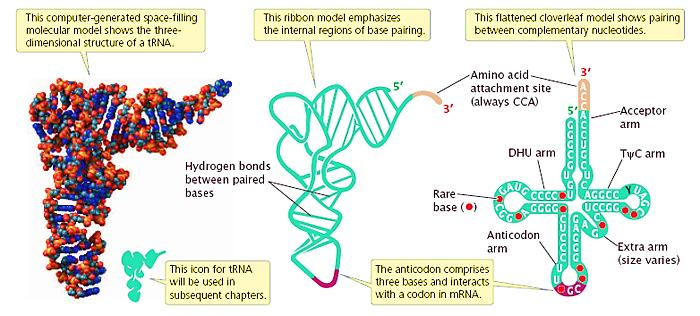 This computer-generated space-filling
molecular model shows the three-
dimensional structure of a tRNA.
This ribbon model emphasizes
the internal regions of base pairing.
This flattened cloverleaf model shows pairing
between complementary nucleotides.
5′
3′
Amino acid
attachment site
(always CCA)
3′
5′
A
C
C
Acceptor
arm
DHU arm
TψC arm
Hydrogen bonds
between paired
bases
Rare
base ( )
Anticodon
arm
Extra arm
(size varies)
This icon for tRNA
will be used in
subsequent chapters.
The anticodon comprises
three bases and interacts
with a codon in mRNA.